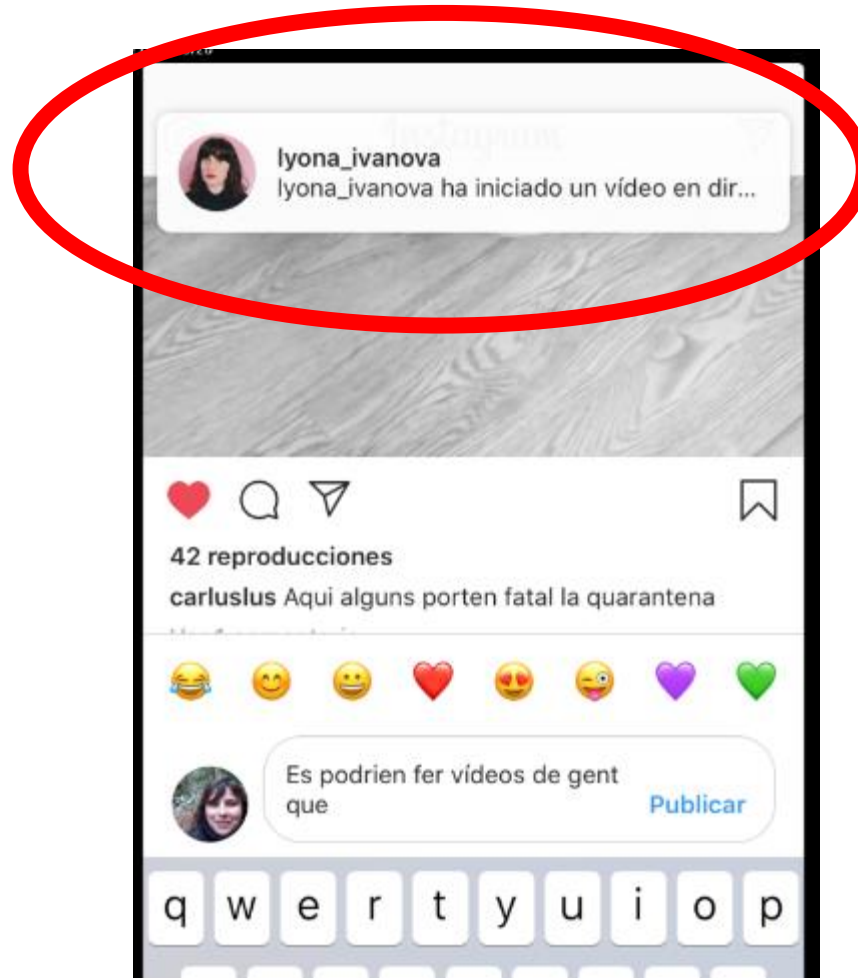 lyona_ivanova
lyona_ivanova ha iniciado un vídeo en dir...
42 reproducciones
carluslus Aqui alguns porten fatal la quarantena
Es podrien fer vídeos de gent
que
Publicar
q w e r t y u i o p